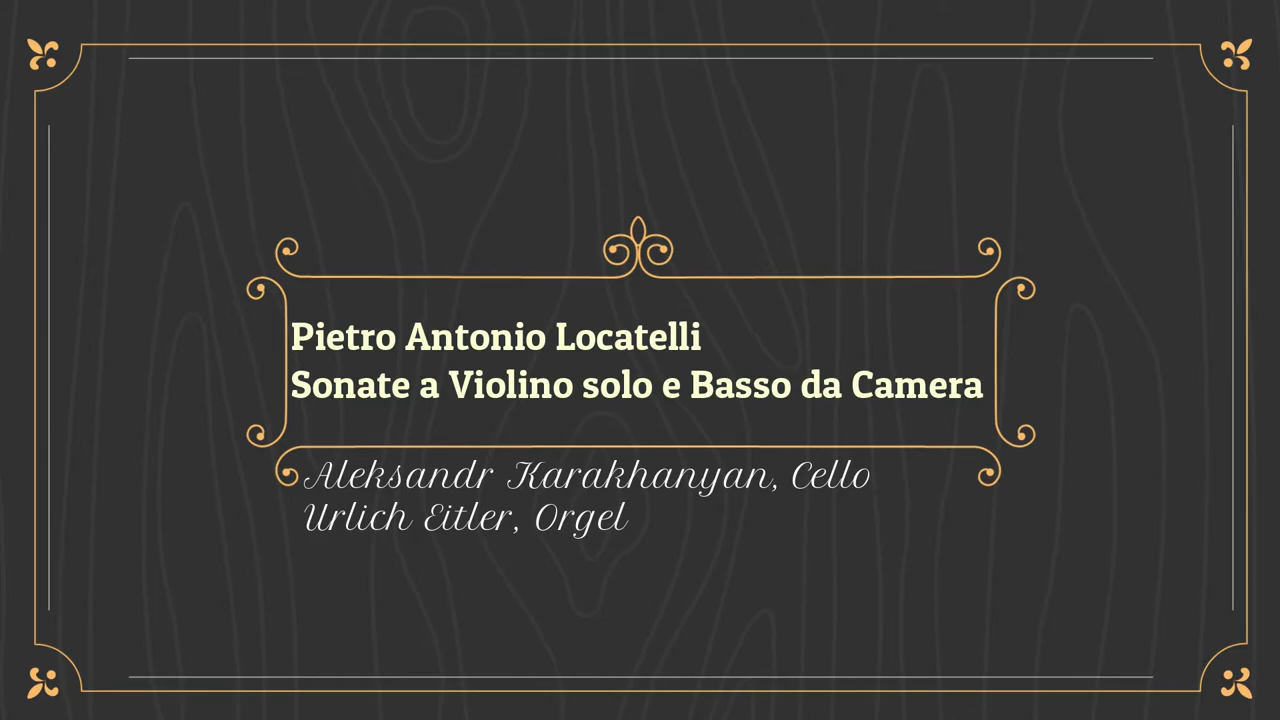 Pietro Antonio Locatelli
Sonate a Violino solo e Basso da Camera
Aleksandr Karakhanyan, Cello
Urlich Eitler, Orgel